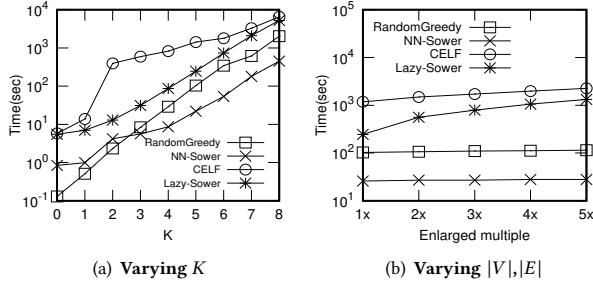 10^4
10^3
10^2
10^1
10^0
10^-1
Time(sec)
RandomGreedy
NN-Sower
CELF
Lazy-Sower
0 1 2 3 4 5 6 7 8
K
(a) Varying K
10^5
10^4
10^3
10^2
10^1
Time(sec)
RandomGreedy
NN-Sower
CELF
Lazy-Sower
1x 2x 3x 4x 5x
Enlarged multiple
(b) Varying |V|,|E|